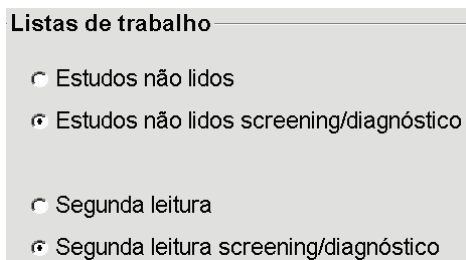 Listas de trabalho
Estudos não lidos
Estudos não lidos screening/diagnóstico
Segunda leitura
Segunda leitura screening/diagnóstico